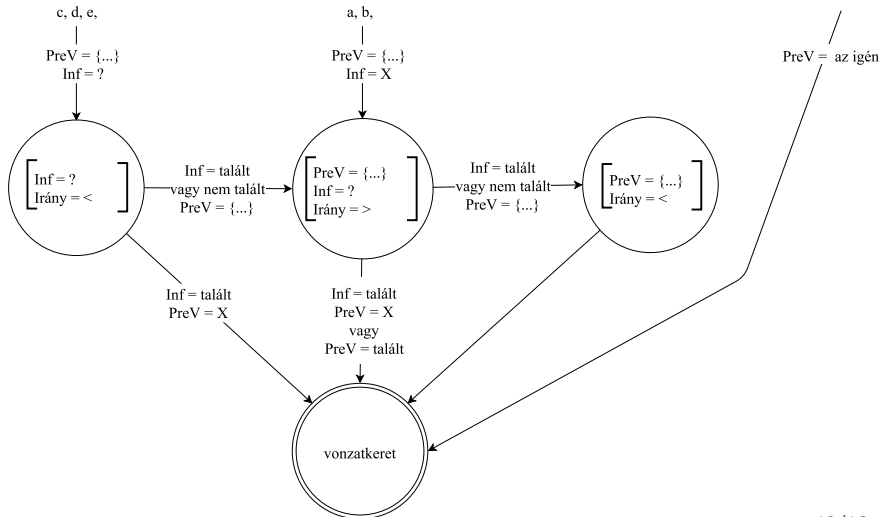 c, d, e,
PreV = {...}
Inf = ?
a, b,
PreV = {...}
Inf = X
PreV = az igén
Inf = ?
Irány = <
Inf = talált
vagy nem talált
PreV = {...}
PreV = {...}
Inf = ?
Irány = >
Inf = talált
vagy nem talált
PreV = {...}
PreV = {...}
Irány = <
Inf = talált
PreV = X
Inf = talált
PreV = X
vagy
PreV = talált
vonzatkeret